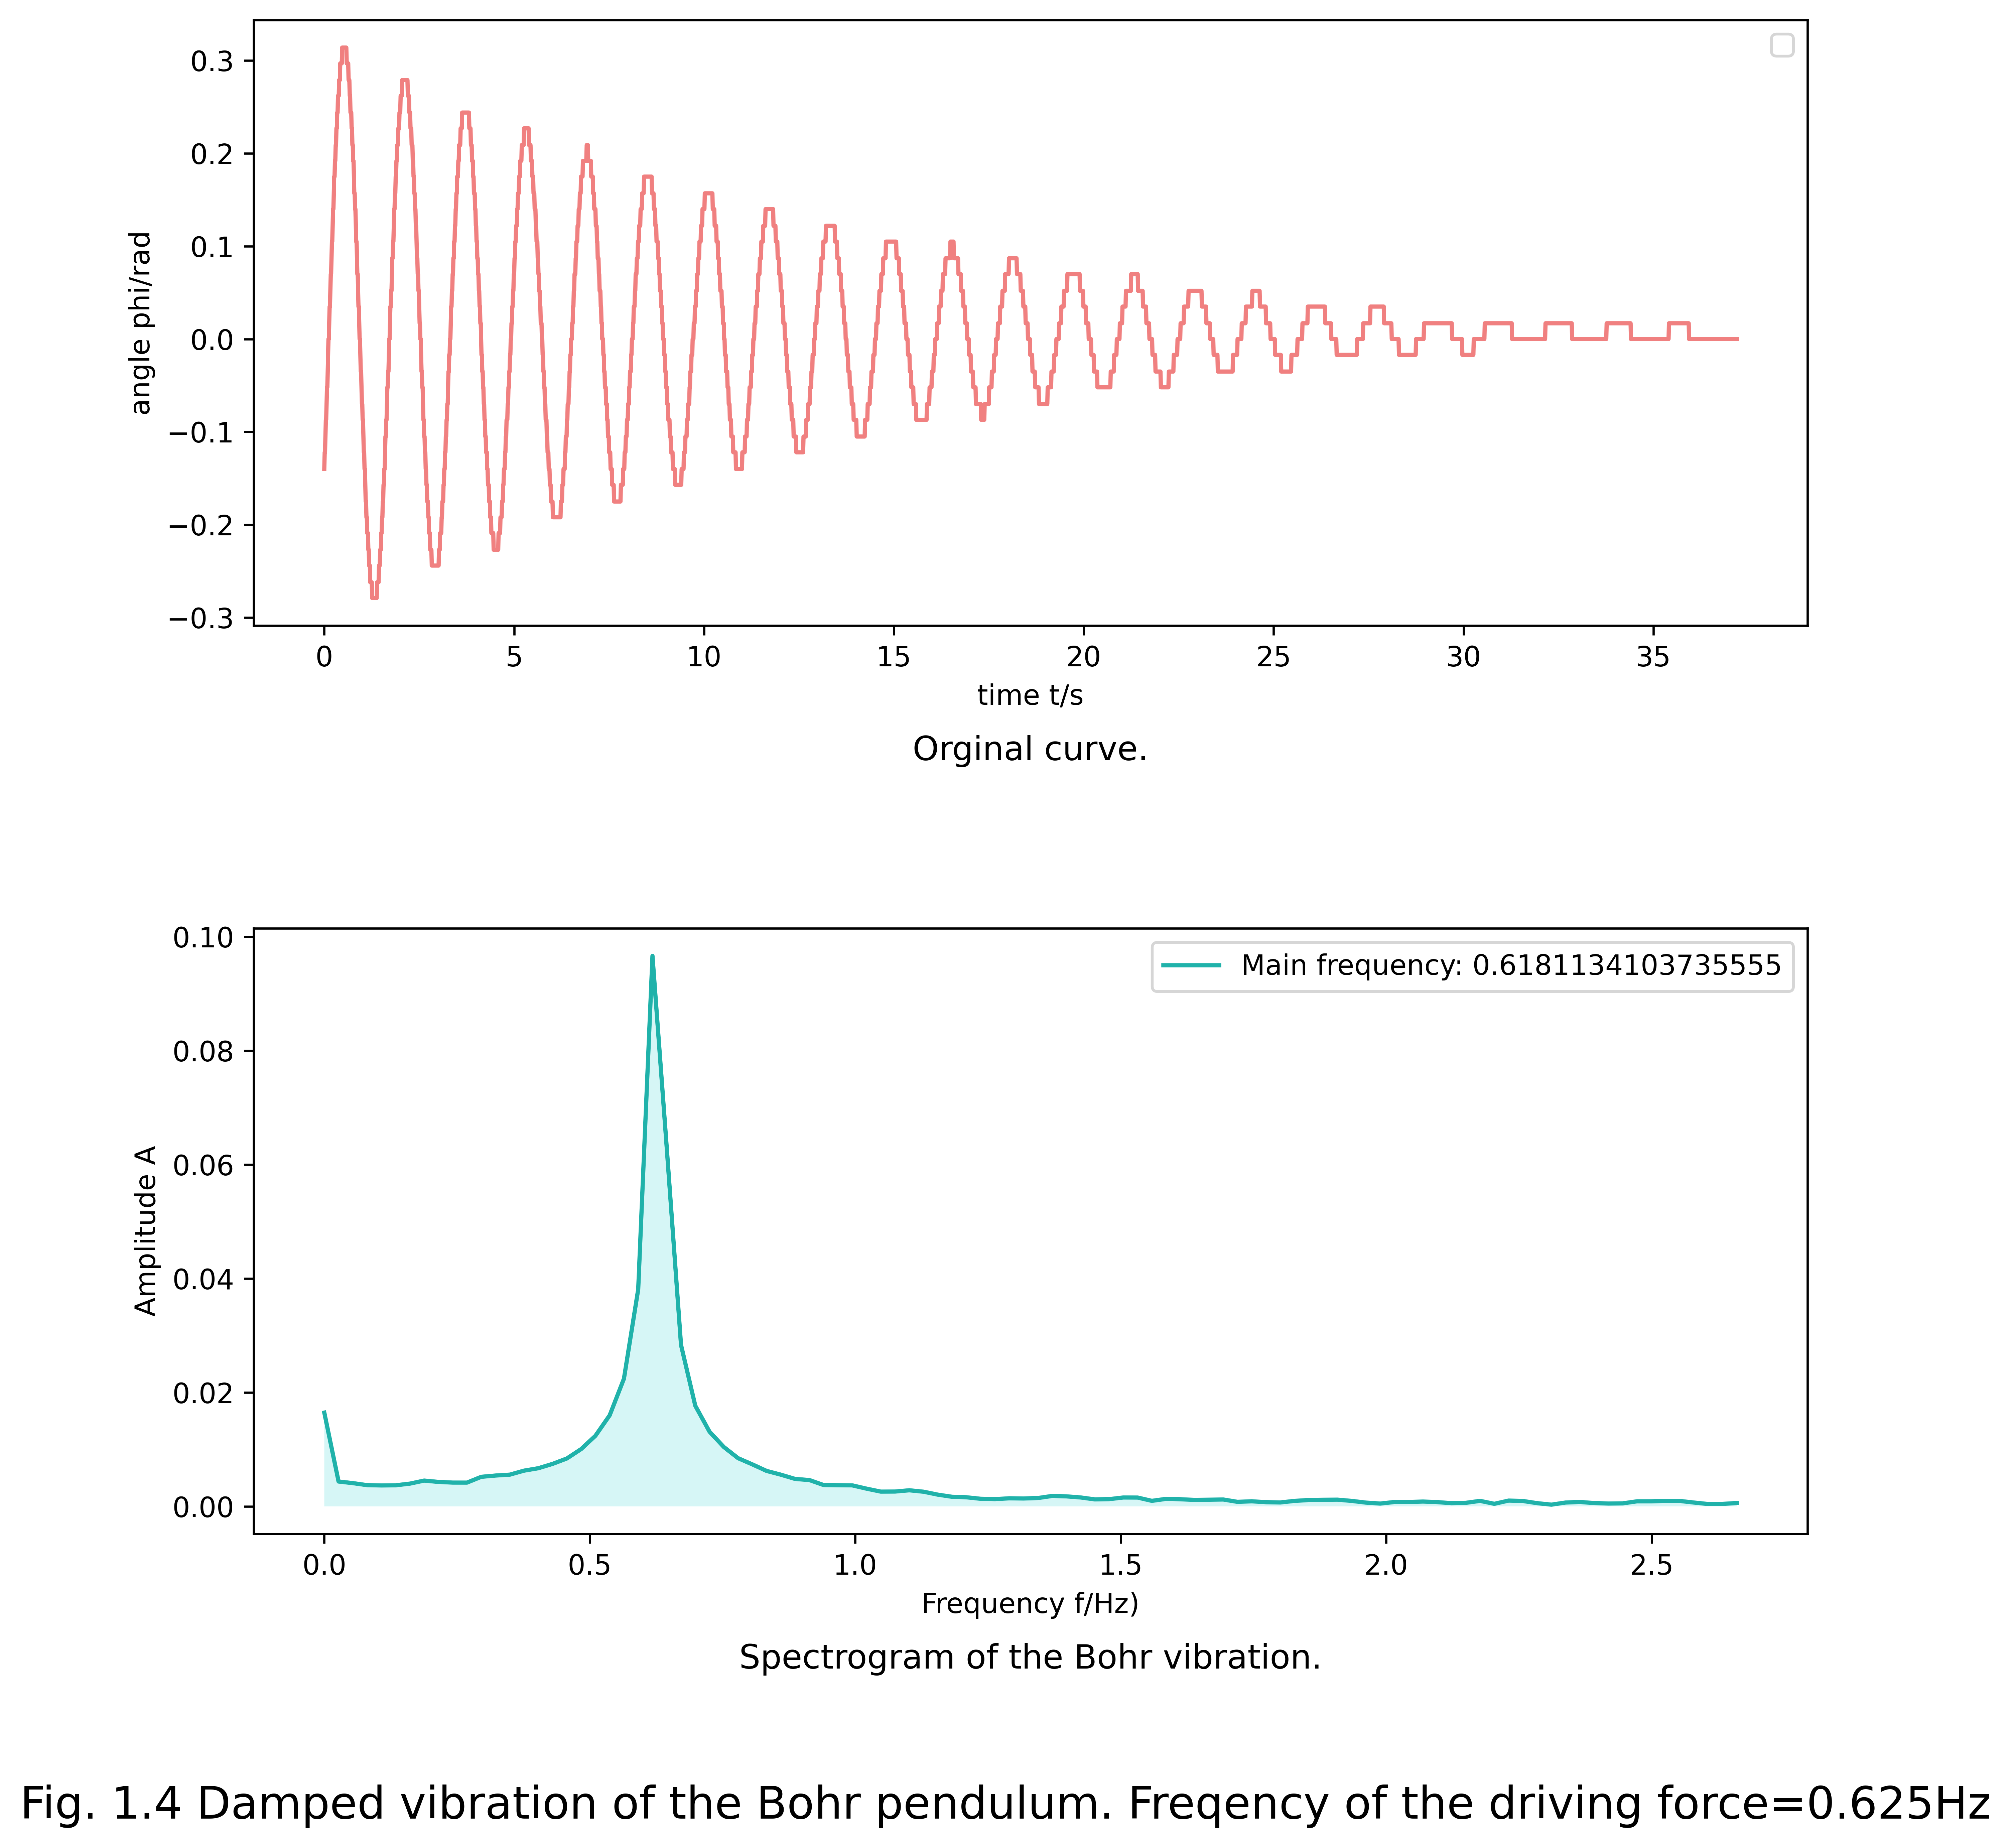 0.3
0.2
0.1
0.0
−0.1
−0.2
−0.3
angle phi/rad
0 5 10 15 20 25 30 35
time t/s
Orginal curve.
0.10
0.08
0.06
0.04
0.02
0.00
Amplitude A
Main frequency: 0.6181134103735555
0.0 0.5 1.0 1.5 2.0 2.5
Frequency f/Hz)
Spectrogram of the Bohr vibration.
Fig. 1.4 Damped vibration of the Bohr pendulum. Freqency of the driving force=0.625Hz